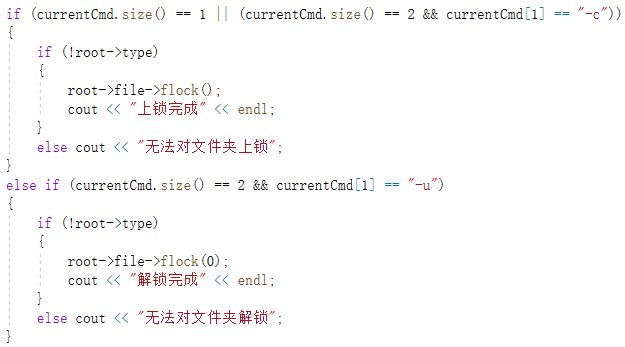 if (currentCmd.size() == 1 || (currentCmd.size() == 2 && currentCmd[1] == "-c"))
{
if (!root->type)
{
root->file->flock();
cout << "上锁完成" << endl;
}
else cout << "无法对文件夹上锁";
}
else if (currentCmd.size() == 2 && currentCmd[1] == "-u")
{
if (!root->type)
{
root->file->flock(0);
cout << "解锁完成" << endl;
}
else cout << "无法对文件夹解锁";
}